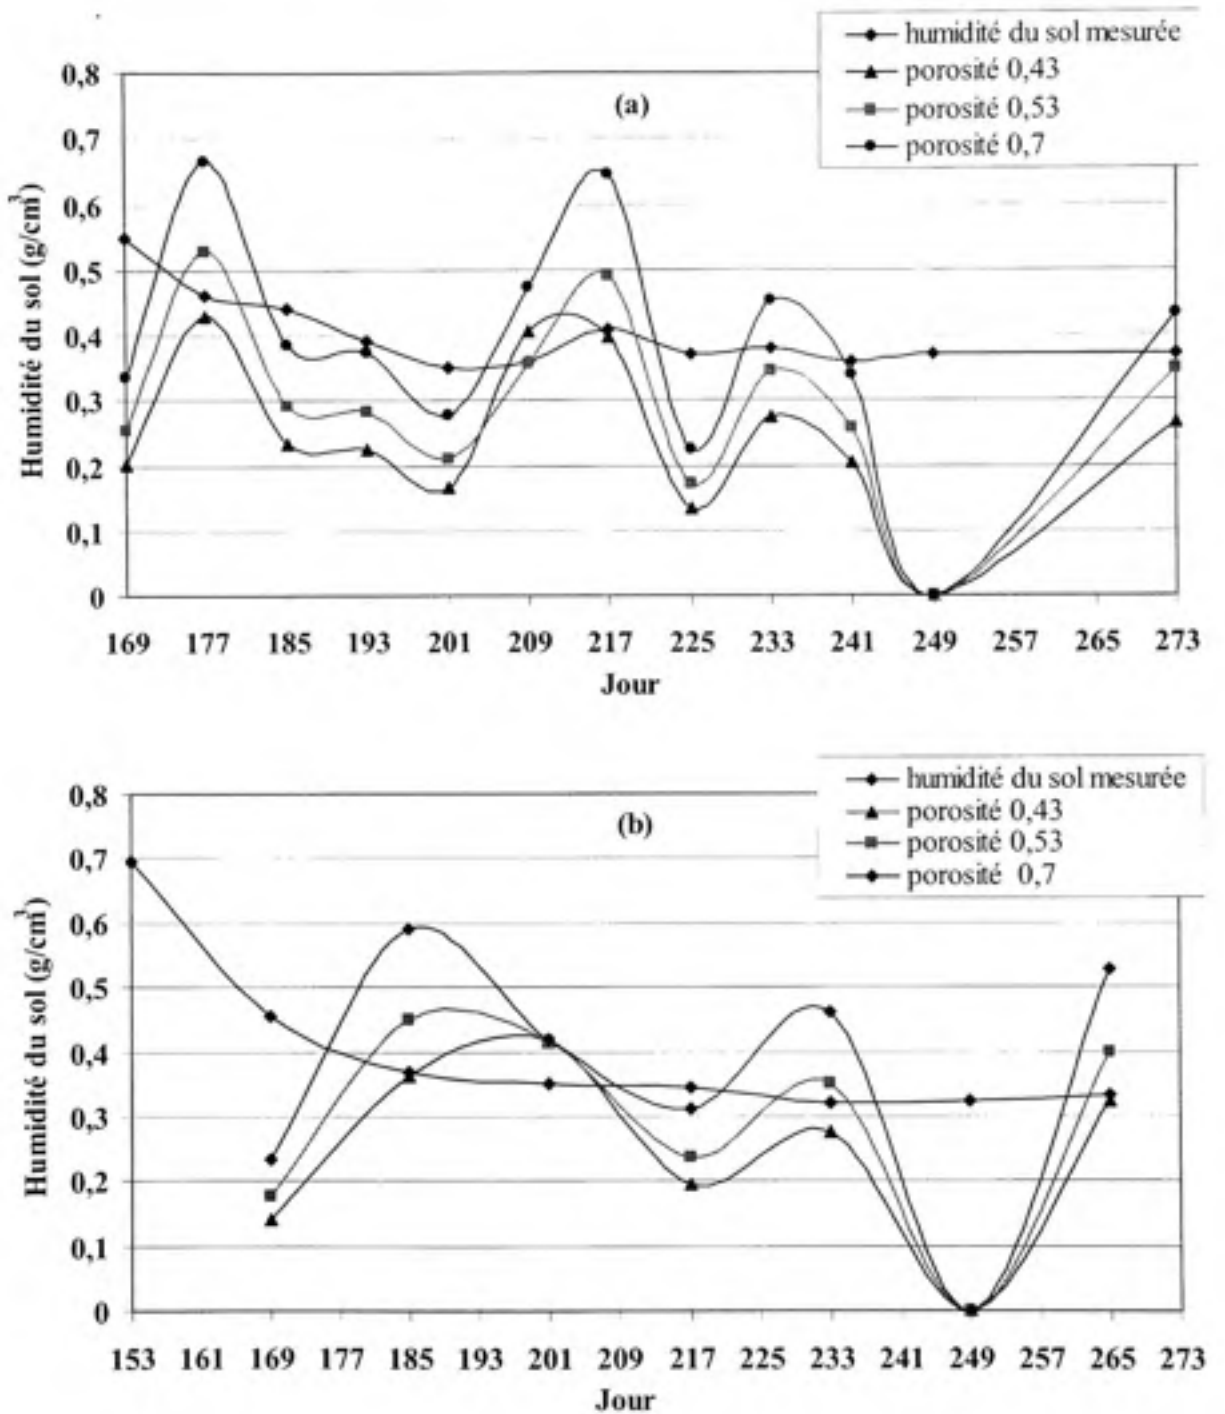 humidité du sol mesurée
porosité 0,43
porosité 0,53
porosité 0,7
(a)
Humidité du sol (g/cm³)
0,8
0,7
0,6
0,5
0,4
0,3
0,2
0,1
0
169 177 185 193 201 209 217 225 233 241 249 257 265 273
Jour
humidité du sol mesurée
porosité 0,43
porosité 0,53
porosité 0,7
(b)
Humidité du sol (g/cm³)
0,8
0,7
0,6
0,5
0,4
0,3
0,2
0,1
0
153 161 169 177 185 193 201 209 217 225 233 241 249 257 265 273
Jour